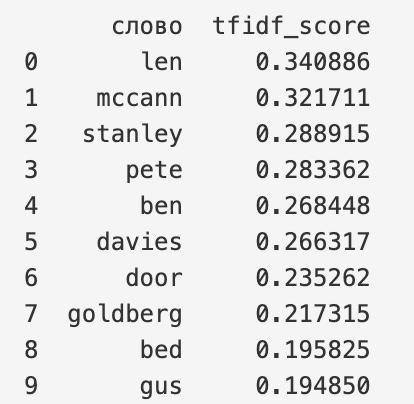 слово tfidf_score
0 len 0.340886
1 mccann 0.321711
2 stanley 0.288915
3 pete 0.283362
4 ben 0.268448
5 davies 0.266317
6 door 0.235262
7 goldberg 0.217315
8 bed 0.195825
9 gus 0.194850